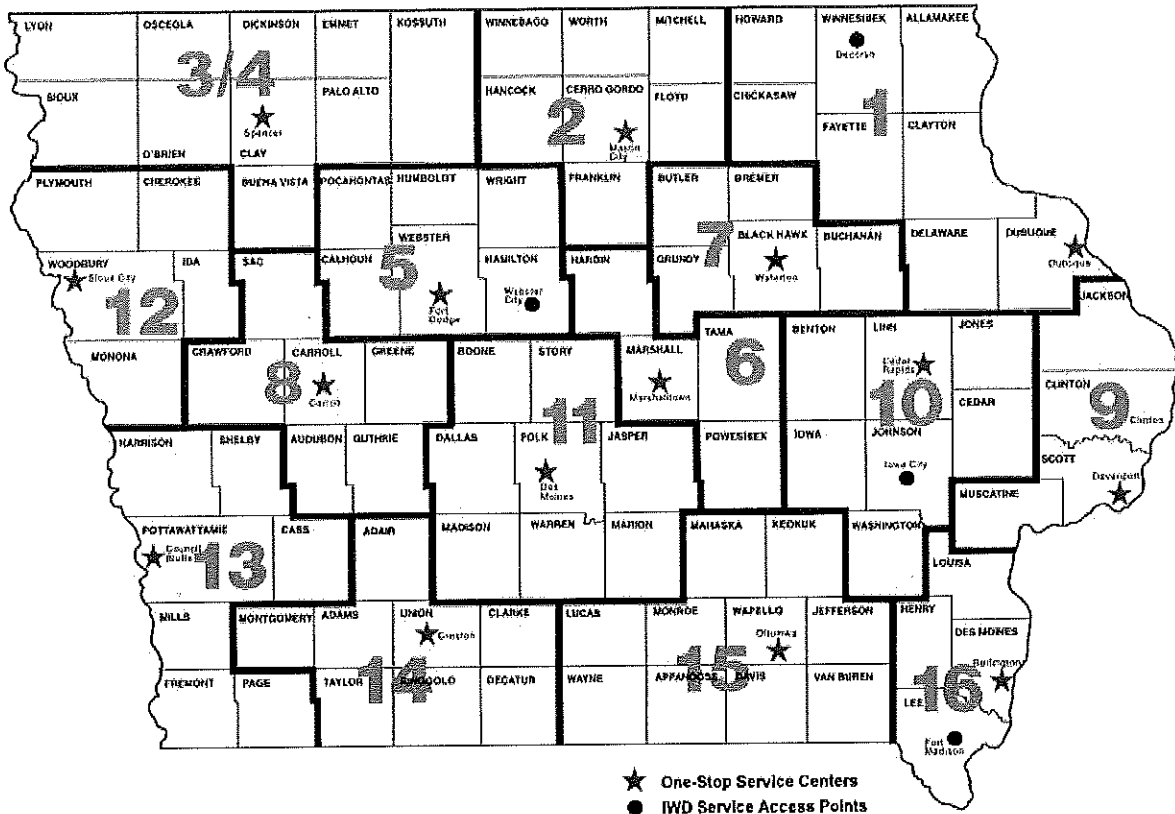 LYON
OSCEOLA
DICKINSON
EMMET
KOSSUTH
WINNEBAGO
WORTH
MITCHELL
HOWARD
WINNESHIEK
ALLAMAKEE
3/4
Decorah
SIOUX
PALO ALTO
HANCOCK
CERRO GORDO
FLOYD
CHICKASAW
1
2
Spencer
Mason
City
FAYETTE
CLAYTON
O'BRIEN
CLAY
PLYMOUTH
CHEROKEE
BUENA VISTA
POCAHONTAS
HUMBOLDT
WRIGHT
FRANKLIN
BUTLER
BREMER
WEBSTER
BLACK HAWK
BUCHANAN
DELAWARE
DUBUQUE
Dubuque
7
Waterloo
WOODBURY
Sioux City
IDA
SAC
CALHOUN
5
HAMILTON
HARDIN
GRUNDY
Webster
City
Fort
Dodge
12
JACKSON
MONONA
CRAWFORD
CARROLL
GREENE
BOONE
STORY
MARSHALL
TAMA
BENTON
LINN
JONES
8
Carroll
Marshalltown
6
Cedar
Rapids
10
CEDAR
CLINTON
9
Clinton
HARRISON
SHELBY
AUDUBON
GUTHRIE
DALLAS
POLK
11
JASPER
POWESIEK
IOWA
JOHNSON
Iowa City
SCOTT
Davenport
Des
Moines
MUSCATINE
POTTAWATTAMIE
CASS
ADAIR
MADISON
WARREN
MARION
MAHASKA
KEOKUK
WASHINGTON
Council
Bluffs
13
LOUISA
MILLS
MONTGOMERY
ADAMS
UNION
CLARKE
LUCAS
MONROE
WAPELLO
JEFFERSON
HENRY
Creston
Ottumwa
DES MOINES
14
15
Burlington
FREMONT
PAGE
TAYLOR
RINGGOLD
DECATUR
WAYNE
APPANOOSE
DAVIS
VAN BUREN
16
LEE
Fort
Madison
One-Stop Service Centers
IWD Service Access Points